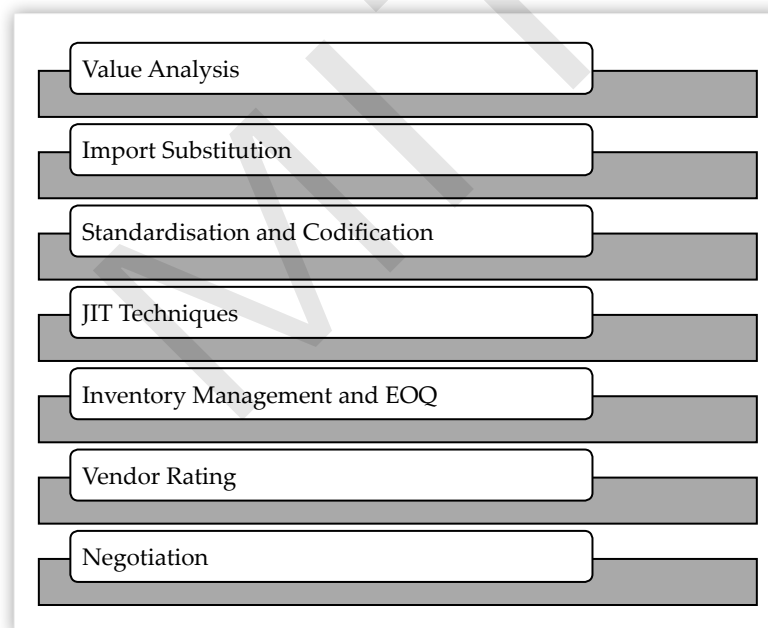 Value Analysis
Import Substitution
Standardisation and Codification
JIT Techniques
Inventory Management and EOQ
Vendor Rating
Negotiation